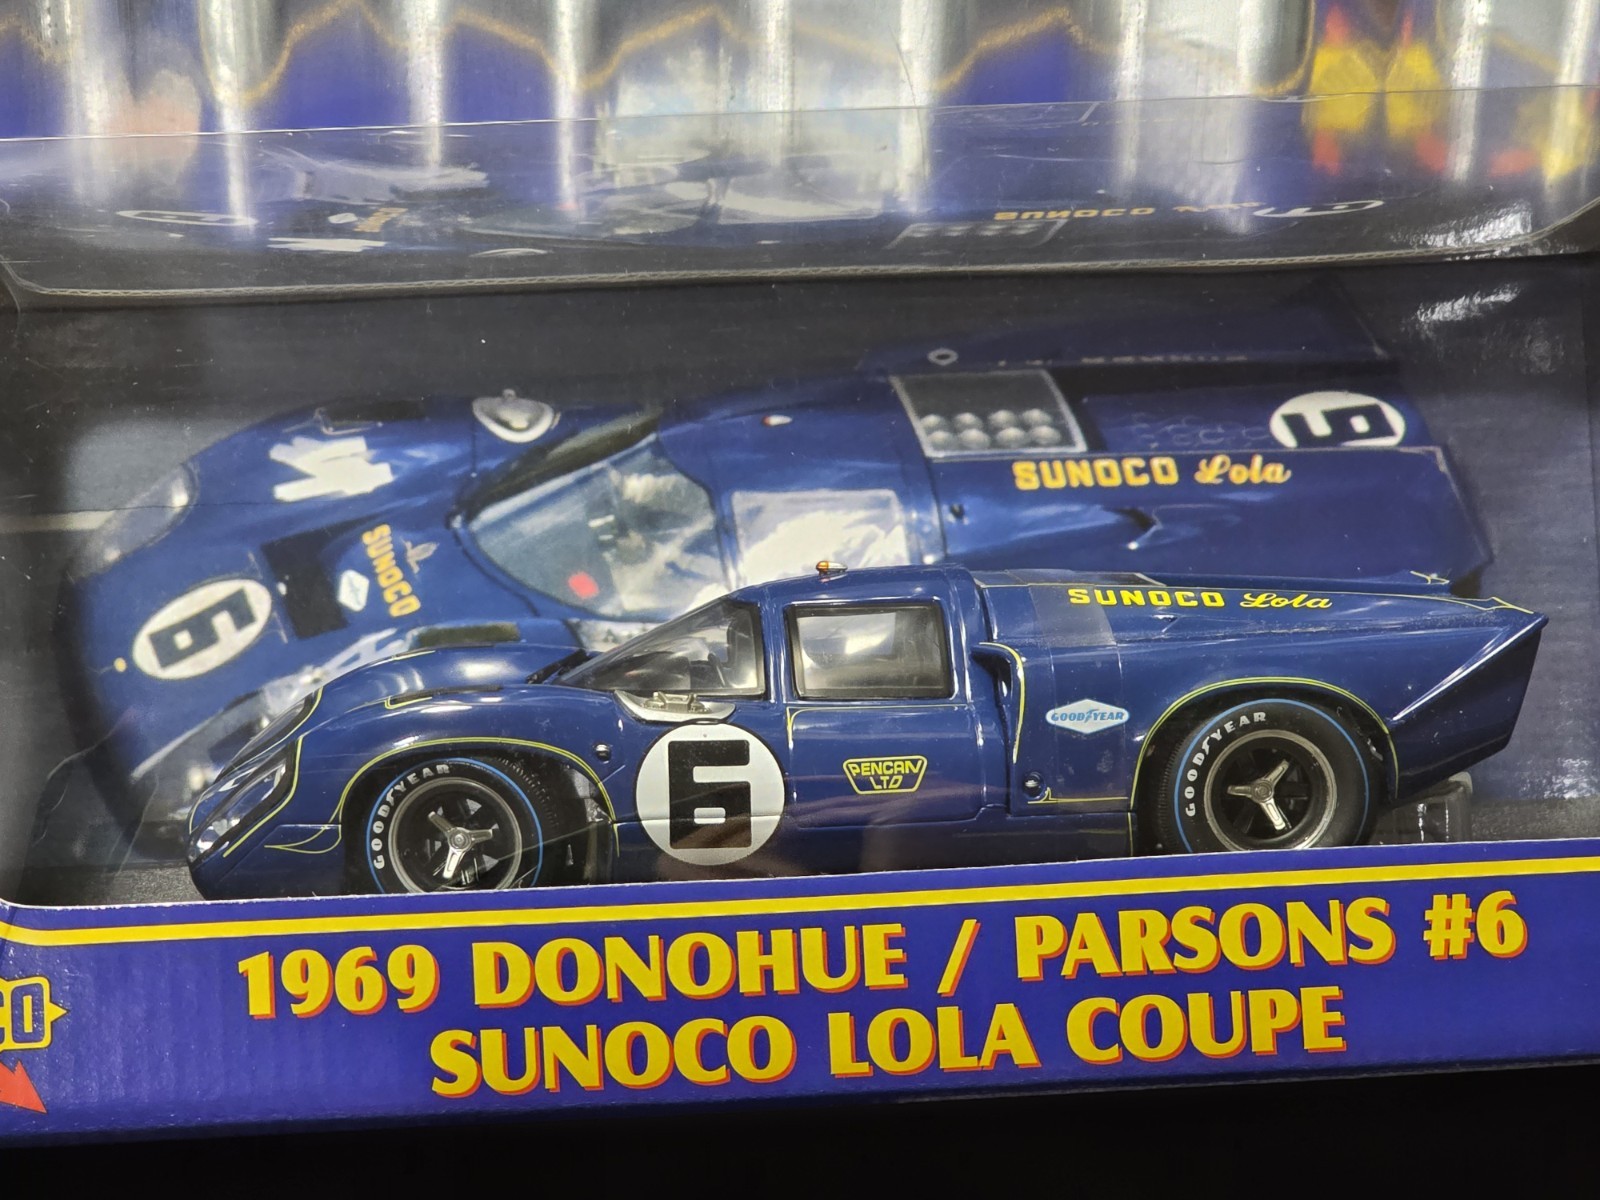 SUNOCO Lola
6
SUNOCO
6
SUNOCO Lola
GOODYEAR
PENCAN
LTD
6
GOODYEAR
GOODYEAR
1969 DONOHUE / PARSONS #6
SUNOCO LOLA COUPE